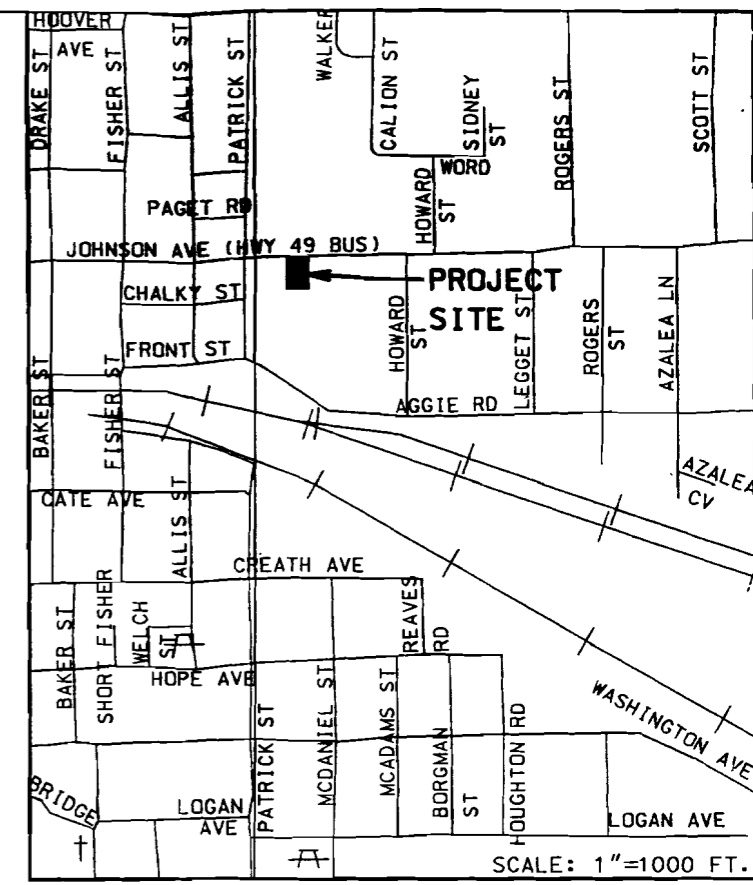 HOOVER
AVE
DRAKE ST
FISHER ST
ALLIS ST
PATRICK ST
WALKER
CALION ST
SIDNEY
ST
ROGERS ST
SCOTT ST
WORD
HOWARD
ST
PAGET RD
JOHNSON AVE (HWY 49 BUS)
PROJECT
SITE
CHALKY ST
FRONT ST
HOWARD
ST
LEGGET ST
ROGERS
ST
AZALEA LN
AGGIE RD
BAKER ST
FISHER ST
AZALEA
CV
CATE AVE
ALLIS ST
CREATH AVE
BAKER ST
SHORT FISHER
WELCH
ST
REAVES
RD
HOPE AVE
PATRICK ST
MCDANIEL ST
MCADAMS ST
BORGMAN
ST
HOUGHTON RD
WASHINGTON AVE
BRIDGE
LOGAN
AVE
LOGAN AVE
SCALE: 1"=1000 FT.